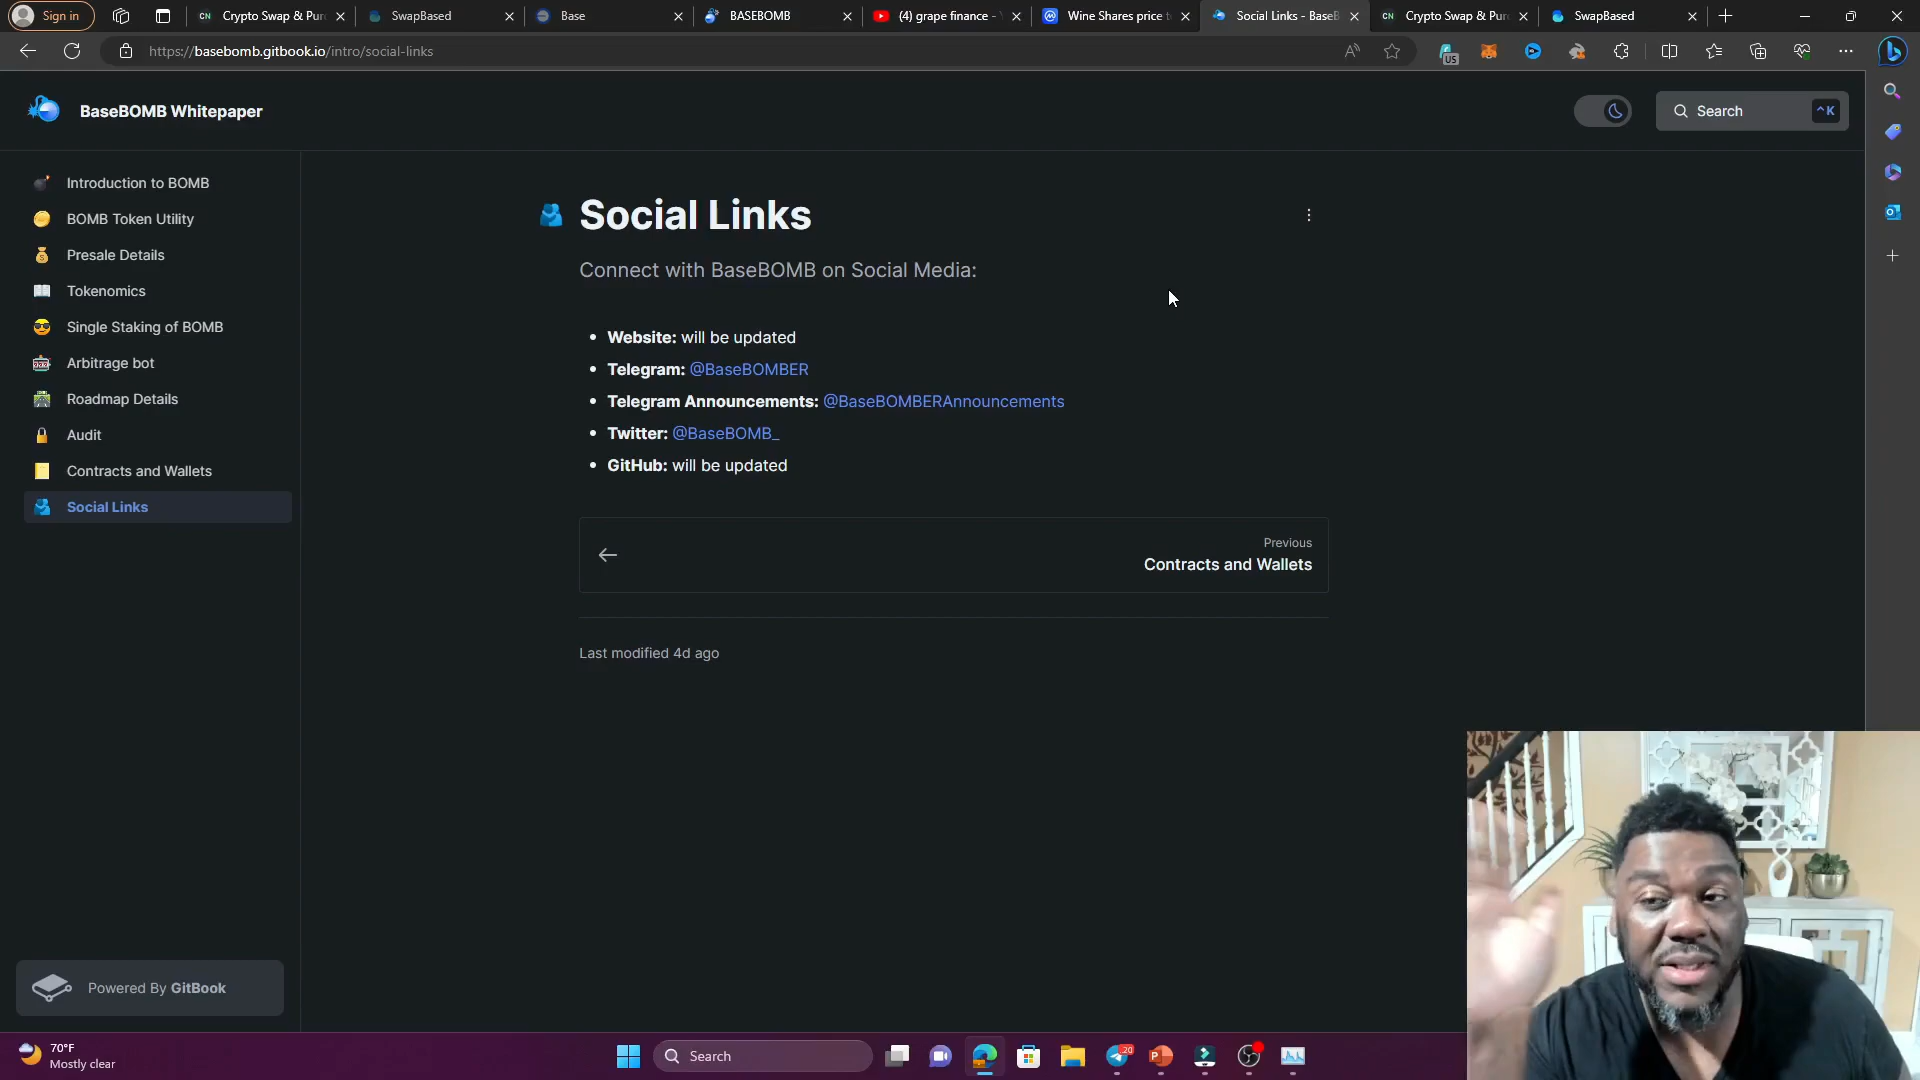 Sign in
Crypto Swap & Pur
SwapBased
Base
BASEBOMB
(4) grape finance -
Wine Shares price t
Social Links - BaseB
Crypto Swap & Pur
SwapBased
https://basebomb.gitbook.io/intro/social-links
US
BaseBOMB Whitepaper
Search
^K
Introduction to BOMB
BOMB Token Utility
Presale Details
Tokenomics
Single Staking of BOMB
Arbitrage bot
Roadmap Details
Audit
Contracts and Wallets
Social Links
Powered By GitBook
Social Links
Connect with BaseBOMB on Social Media:
Website: will be updated
Telegram: @BaseBOMBER
Telegram Announcements: @BaseBOMBERAnnouncements
Twitter: @BaseBOMB_
GitHub: will be updated
Previous
Contracts and Wallets
Last modified 4d ago
70°F
Mostly clear
Search
20